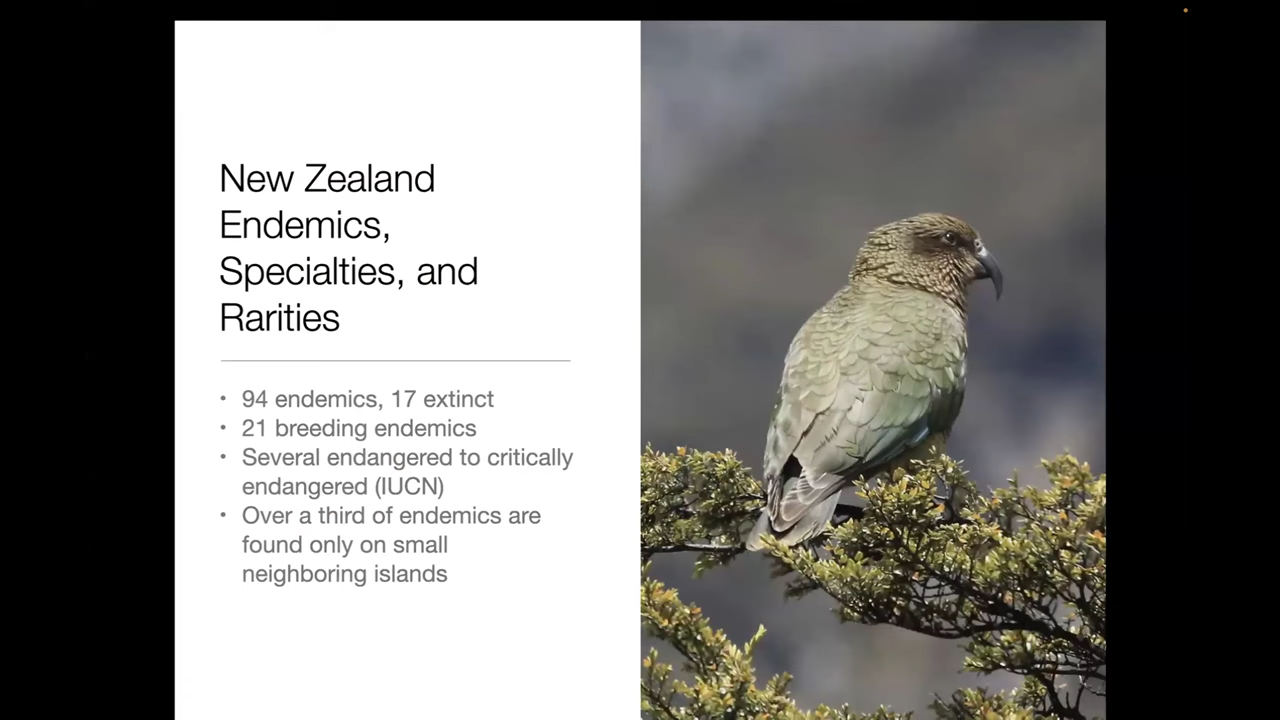 New Zealand
Endemics,
Specialties, and
Rarities
• 94 endemics, 17 extinct
• 21 breeding endemics
• Several endangered to critically
endangered (IUCN)
• Over a third of endemics are
found only on small
neighboring islands